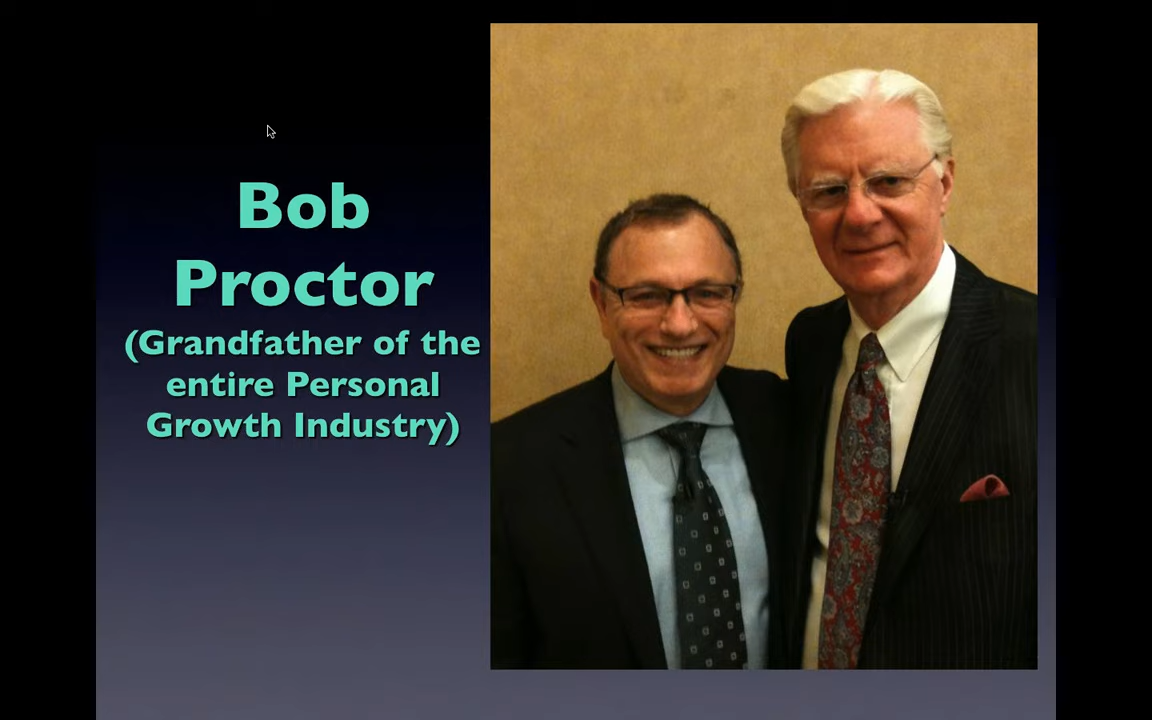 Bob
Proctor
(Grandfather of the
entire Personal
Growth Industry)